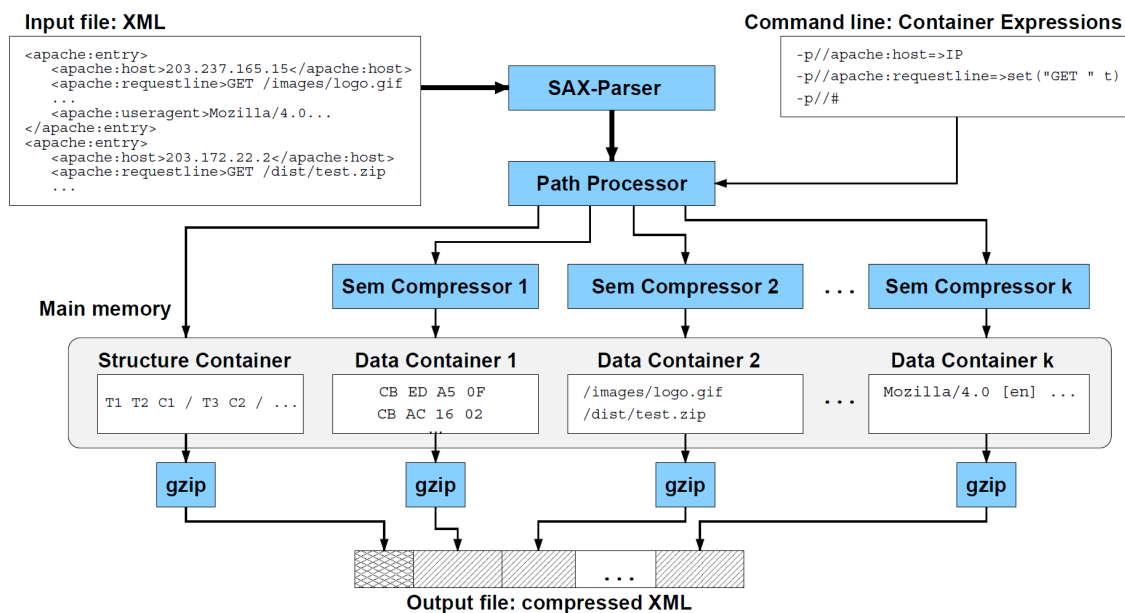 Input file: XML
Command line: Container Expressions
<apache:entry>
<apache:host>203.237.165.15</apache:host>
<apache:requestline>GET /images/logo.gif
...
<apache:useragent>Mozilla/4.0...
</apache:entry>
<apache:entry>
<apache:host>203.172.22.2</apache:host>
<apache:requestline>GET /dist/test.zip
...
-p//apache:host=>IP
-p//apache:requestline=>set("GET " t)
-p//#
SAX-Parser
Path Processor
Sem Compressor 1
Sem Compressor 2
...
Sem Compressor k
Main memory
Structure Container
T1 T2 C1 / T3 C2 / ...
Data Container 1
CB ED A5 0F
CB AC 16 02
...
Data Container 2
/images/logo.gif
/dist/test.zip
...
Data Container k
Mozilla/4.0 [en] ...
gzip
gzip
gzip
gzip
...
Output file: compressed XML